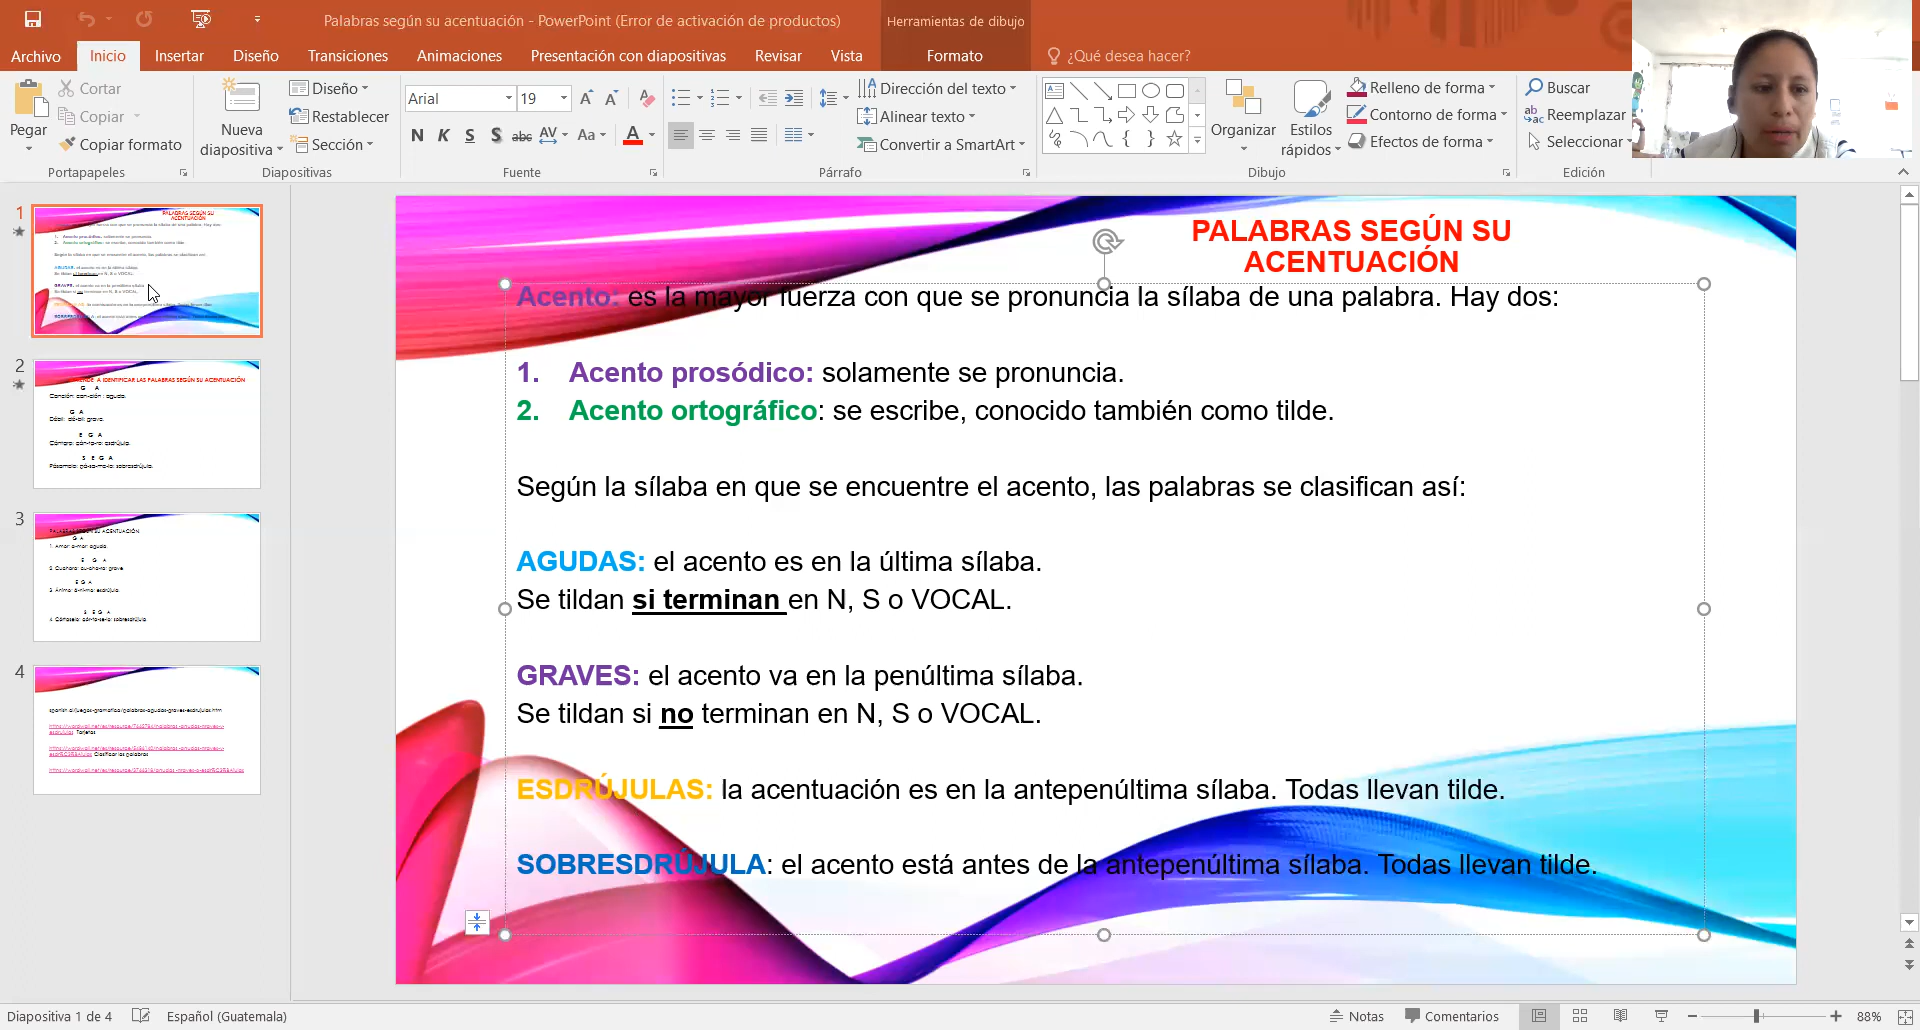 Palabras según su acentuación - PowerPoint (Error de activación de productos)
Herramientas de dibujo
Archivo Inicio Insertar Diseño Transiciones Animaciones Presentación con diapositivas Revisar Vista Formato ¿Qué desea hacer?
Pegar
Cortar
Copiar
Copiar formato
Portapapeles
Nueva diapositiva
Diseño
Restablecer
Sección
Diapositivas
Arial 19
N K S S abc AV Aa A
Fuente
Dirección del texto
Alinear texto
Convertir a SmartArt
Párrafo
Organizar
Estilos rápidos
Relleno de forma
Contorno de forma
Efectos de forma
Dibujo
Buscar
Reemplazar
Seleccionar
Edición
1
2
3
4
PALABRAS SEGÚN SU
ACENTUACIÓN
Acento: es la mayor fuerza con que se pronuncia la sílaba de una palabra. Hay dos:
1. Acento prosódico: solamente se pronuncia.
2. Acento ortográfico: se escribe, conocido también como tilde.
Según la sílaba en que se encuentre el acento, las palabras se clasifican así:
AGUDAS: el acento es en la última sílaba.
Se tildan si terminan en N, S o VOCAL.
GRAVES: el acento va en la penúltima sílaba.
Se tildan si no terminan en N, S o VOCAL.
ESDRÚJULAS: la acentuación es en la antepenúltima sílaba. Todas llevan tilde.
SOBRESDRÚJULA: el acento está antes de la antepenúltima sílaba. Todas llevan tilde.
Diapositiva 1 de 4 Español (Guatemala) Notas Comentarios 88%